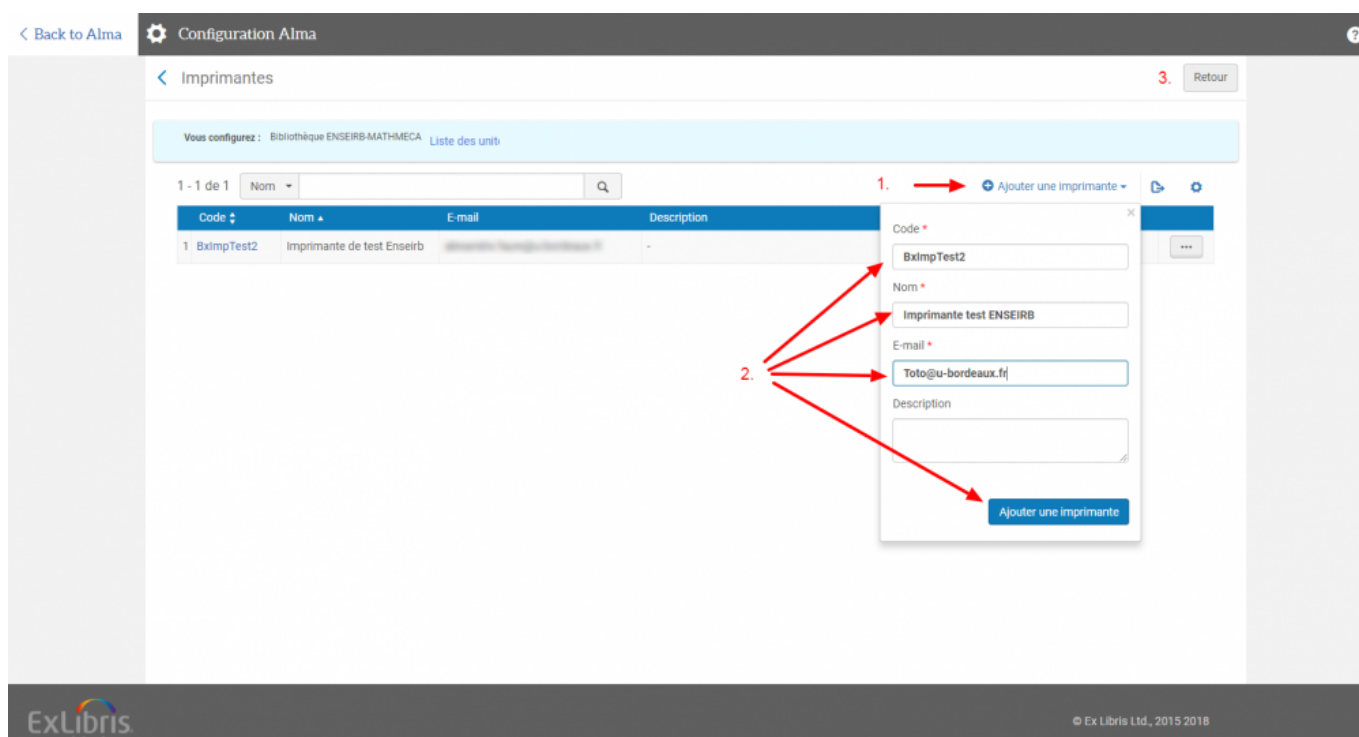 Back to Alma
Configuration Alma
Imprimantes
3. Retour
Vous configurez : Bibliothèque ENSEIRB-MATHMECA Liste des unit
1 - 1 de 1 Nom
1. Ajouter une imprimante
Code Nom E-mail Description
1 BxImpTest2 Imprimante de test Enseirb -
Code *
BxImpTest2
Nom *
Imprimante test ENSEIRB
E-mail *
2. Toto@u-bordeaux.fr
Description
Ajouter une imprimante
ExLibris
© Ex Libris Ltd., 2015 2018